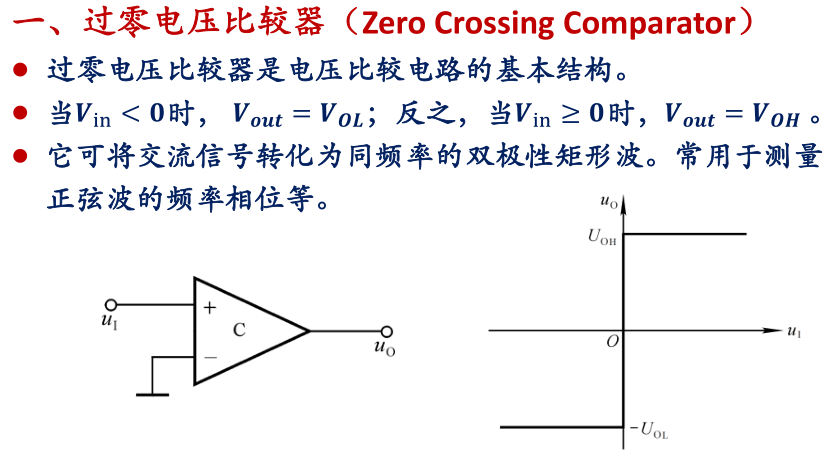 一、过零电压比较器（Zero Crossing Comparator）
● 过零电压比较器是电压比较电路的基本结构。
● 当Vin < 0时， Vout = VOL；反之，当Vin ≥ 0时，Vout = VOH 。
● 它可将交流信号转化为同频率的双极性矩形波。常用于测量
正弦波的频率相位等。
uI
+
−
C
uO
uO
UOH
O
uI
-UOL